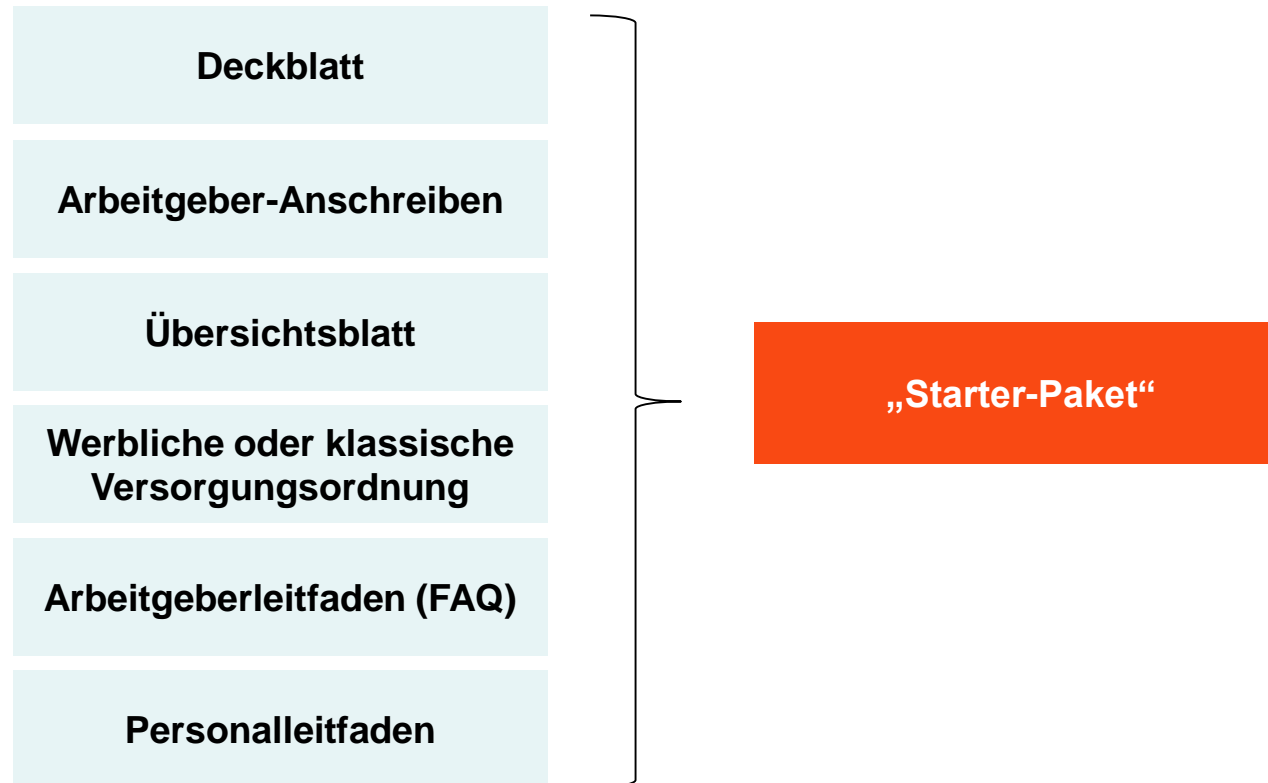 Deckblatt
Arbeitgeber-Anschreiben
Übersichtsblatt
Werbliche oder klassische
Versorgungsordnung
Arbeitgeberleitfaden (FAQ)
Personalleitfaden
„Starter-Paket“